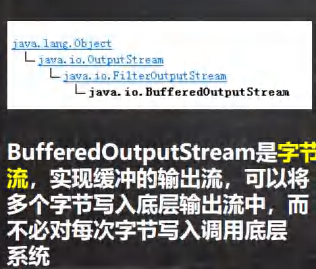 java.lang.Object
java.io.OutputStream
java.io.FilterOutputStream
java.io.BufferedOutputStream
BufferedOutputStream是字节
流，实现缓冲的输出流，可以将
多个字节写入底层输出流中，而
不必对每次字节写入调用底层
系统